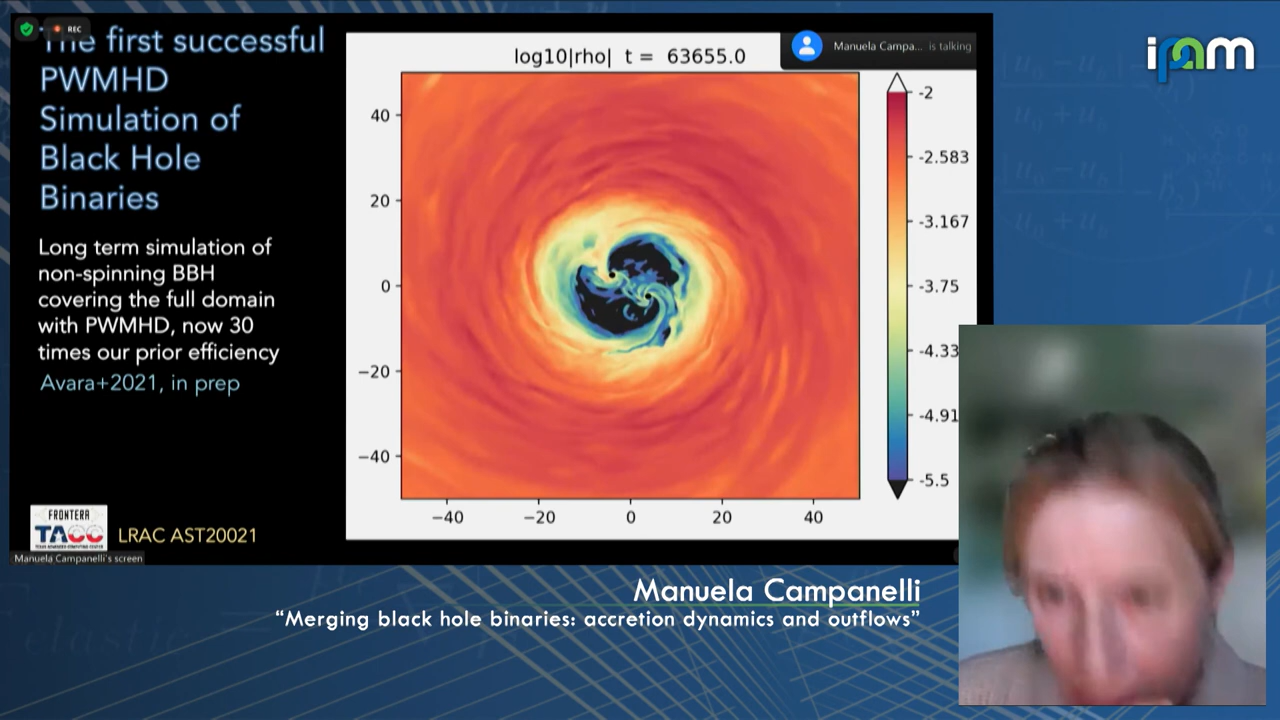 REC
The first successful
PWMHD
Simulation of
Black Hole
Binaries
Long term simulation of
non-spinning BBH
covering the full domain
with PWMHD, now 30
times our prior efficiency
Avara+2021, in prep
FRONTERA
TACC
LRAC AST20021
Manuela Campanelli's screen
log10|rho| t = 63655.0
Manuela Campa... is talking
40
20
0
−20
−40
−40
−20
0
20
40
-2
-2.583
-3.167
-3.75
-4.33
-4.91
-5.5
ipam
Manuela Campanelli
“Merging black hole binaries: accretion dynamics and outflows”
elastic